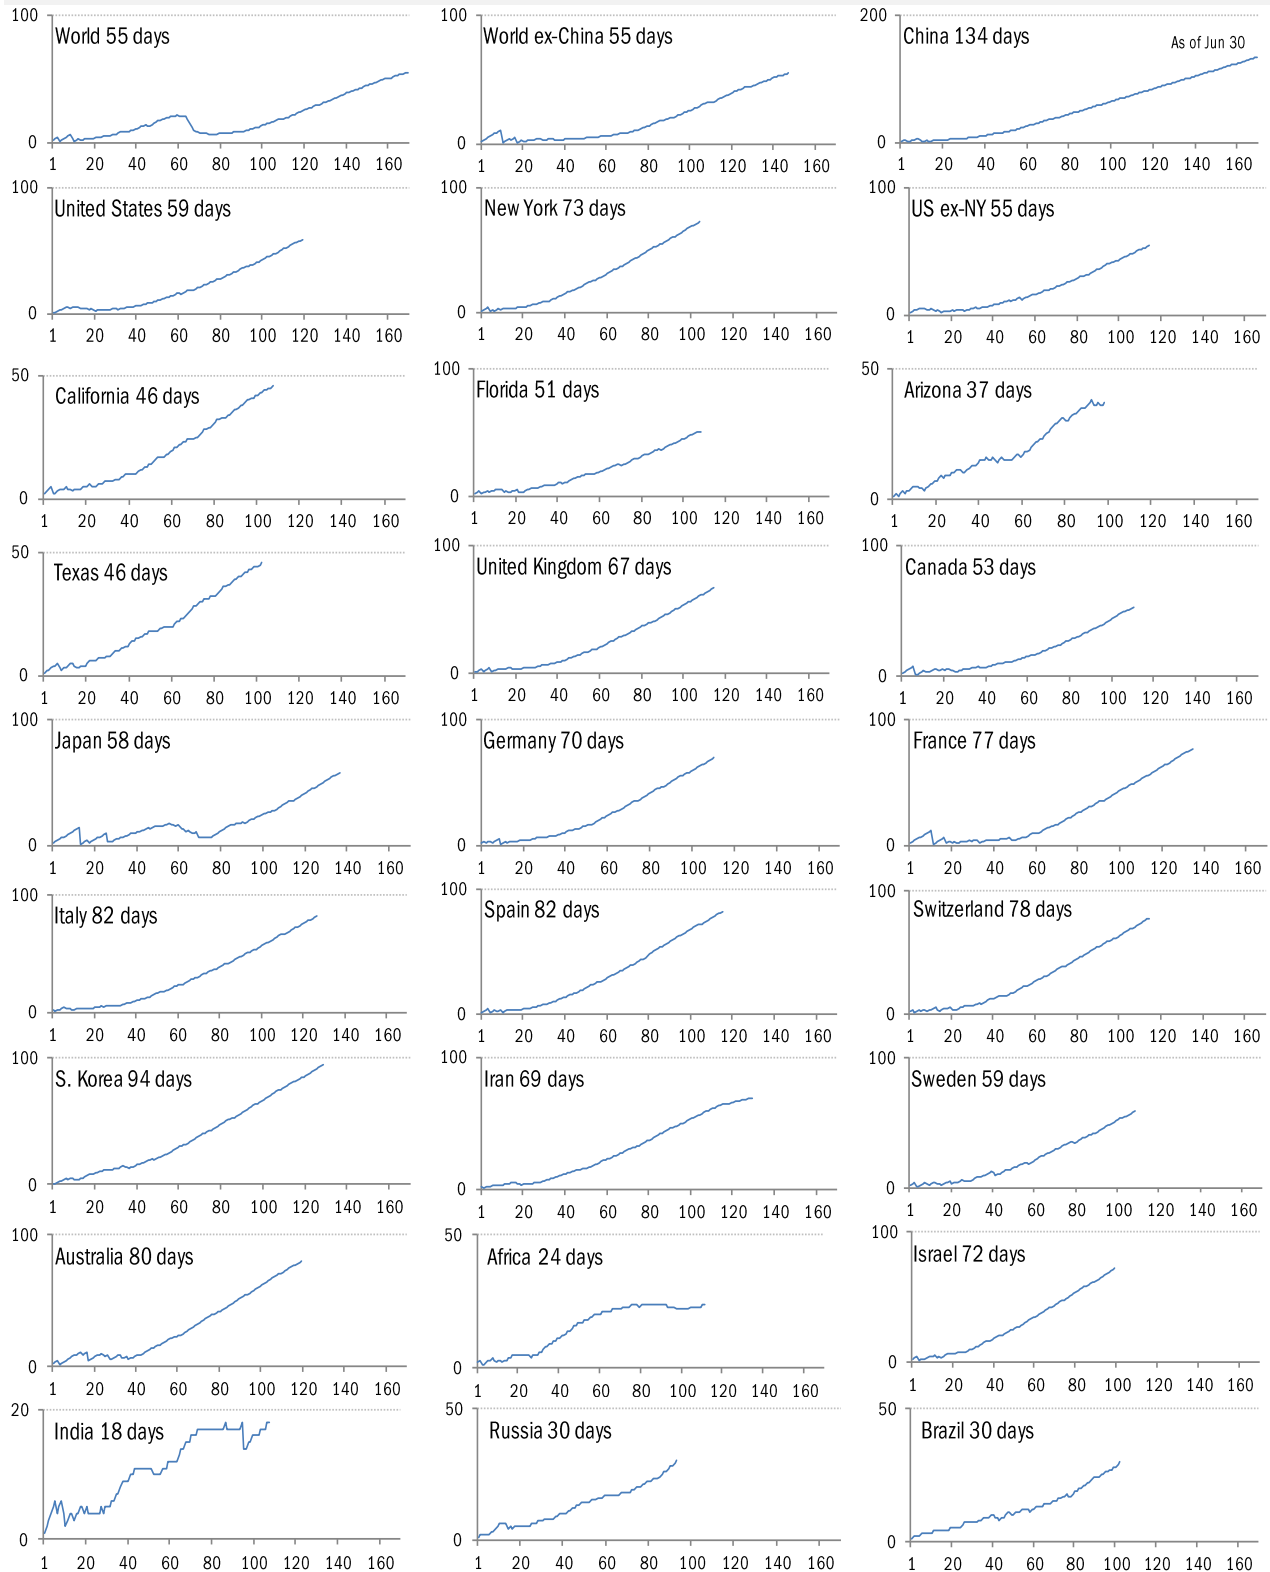 100
World 55 days
0
1 20 40 60 80 100 120 140 160
100
World ex-China 55 days
0
1 20 40 60 80 100 120 140 160
200
China 134 days
As of Jun 30
0
1 20 40 60 80 100 120 140 160
100
United States 59 days
0
1 20 40 60 80 100 120 140 160
100
New York 73 days
0
1 20 40 60 80 100 120 140 160
100
US ex-NY 55 days
0
1 20 40 60 80 100 120 140 160
50
California 46 days
0
1 20 40 60 80 100 120 140 160
100
Florida 51 days
0
1 20 40 60 80 100 120 140 160
50
Arizona 37 days
0
1 20 40 60 80 100 120 140 160
50
Texas 46 days
0
1 20 40 60 80 100 120 140 160
100
United Kingdom 67 days
0
1 20 40 60 80 100 120 140 160
100
Canada 53 days
0
1 20 40 60 80 100 120 140 160
100
Japan 58 days
0
1 20 40 60 80 100 120 140 160
100
Germany 70 days
0
1 20 40 60 80 100 120 140 160
100
France 77 days
0
1 20 40 60 80 100 120 140 160
100
Italy 82 days
0
1 20 40 60 80 100 120 140 160
100
Spain 82 days
0
1 20 40 60 80 100 120 140 160
100
Switzerland 78 days
0
1 20 40 60 80 100 120 140 160
100
S. Korea 94 days
0
1 20 40 60 80 100 120 140 160
100
Iran 69 days
0
1 20 40 60 80 100 120 140 160
100
Sweden 59 days
0
1 20 40 60 80 100 120 140 160
100
Australia 80 days
0
1 20 40 60 80 100 120 140 160
50
Africa 24 days
0
1 20 40 60 80 100 120 140 160
100
Israel 72 days
0
1 20 40 60 80 100 120 140 160
20
India 18 days
0
1 20 40 60 80 100 120 140 160
50
Russia 30 days
0
1 20 40 60 80 100 120 140 160
50
Brazil 30 days
0
1 20 40 60 80 100 120 140 160